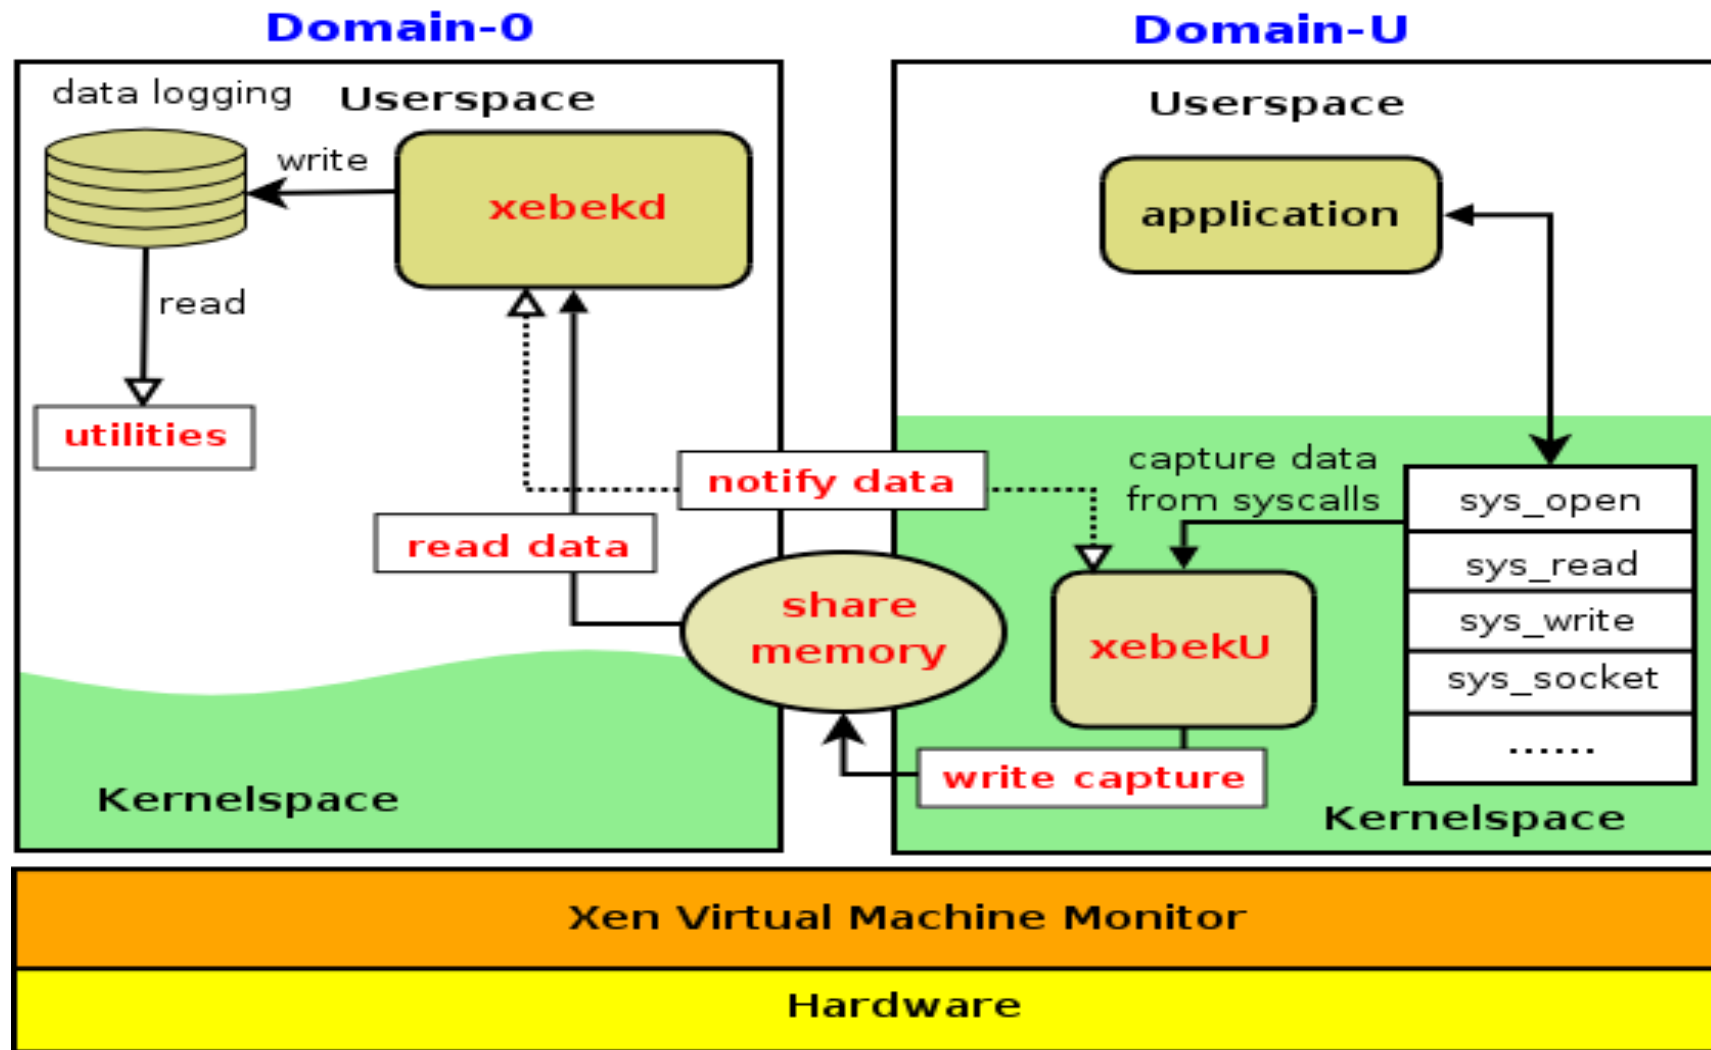 Domain-0
Domain-U
data logging
Userspace
write
xebekd
read
utilities
Userspace
application
notify data
read data
share
memory
capture data
from syscalls
xebekU
write capture
sys_open
sys_read
sys_write
sys_socket
......
Kernelspace
Kernelspace
Xen Virtual Machine Monitor
Hardware